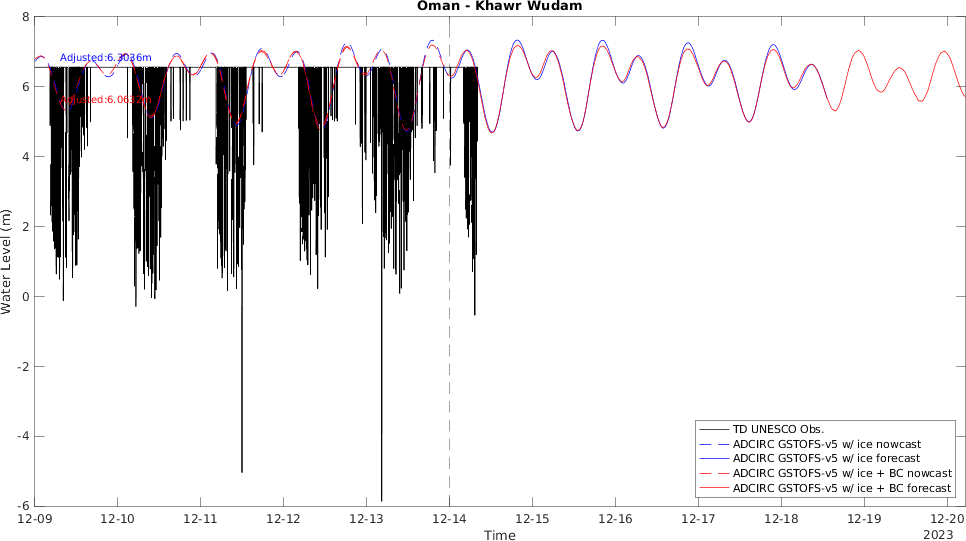 Oman - Khawr Wudam
8
6
4
2
0
-2
-4
-6
Water Level (m)
Adjusted:6.3036m
Adjusted:6.0632m
TD UNESCO Obs.
ADCIRC GSTOFS-v5 w/ ice nowcast
ADCIRC GSTOFS-v5 w/ ice forecast
ADCIRC GSTOFS-v5 w/ ice + BC nowcast
ADCIRC GSTOFS-v5 w/ ice + BC forecast
12-09 12-10 12-11 12-12 12-13 12-14 12-15 12-16 12-17 12-18 12-19 12-20
Time
2023